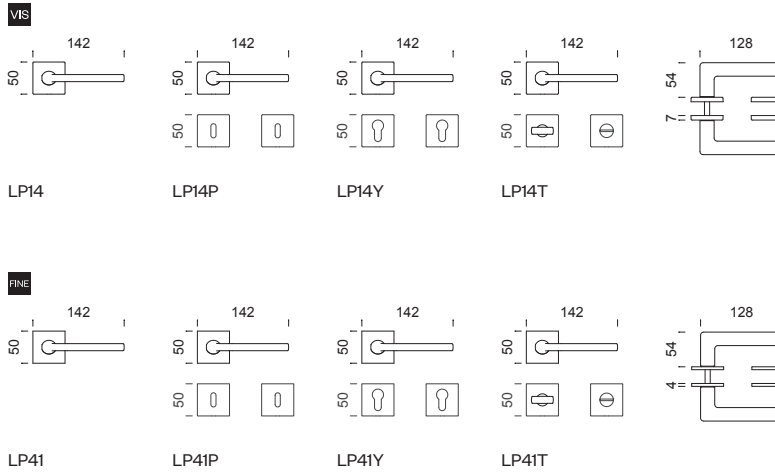 VIS
142 142 142 142 128
50 50 50 50 54
50 50 50 7
LP14 LP14P LP14Y LP14T
FINE
142 142 142 142 128
50 50 50 50 54
50 50 50 4
LP41 LP41P LP41Y LP41T